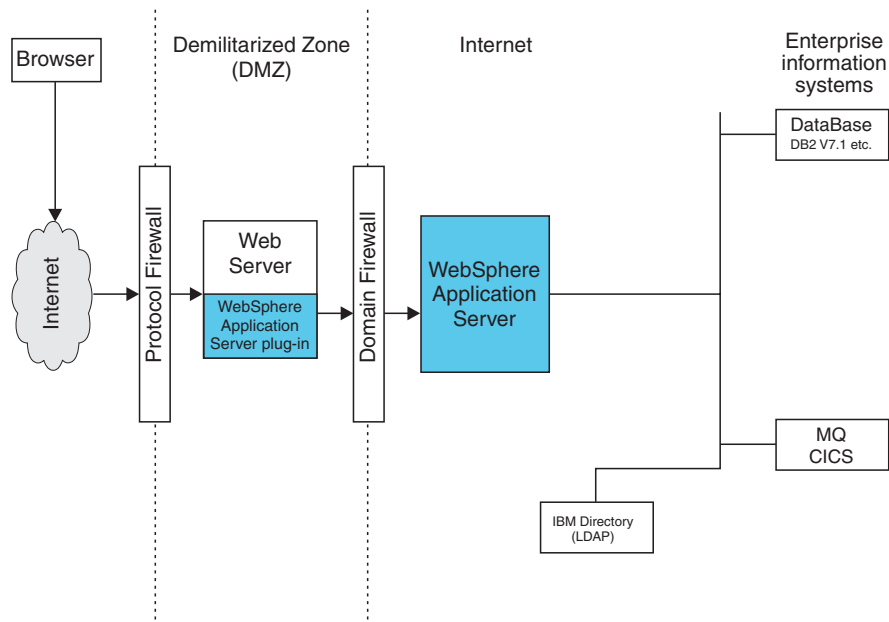 Browser
Demilitarized Zone
(DMZ)
Internet
Enterprise
information
systems
DataBase
DB2 V7.1 etc.
Internet
Protocol Firewall
Web
Server
WebSphere
Application
Server plug-in
Domain Firewall
WebSphere
Application
Server
MQ
CICS
IBM Directory
(LDAP)